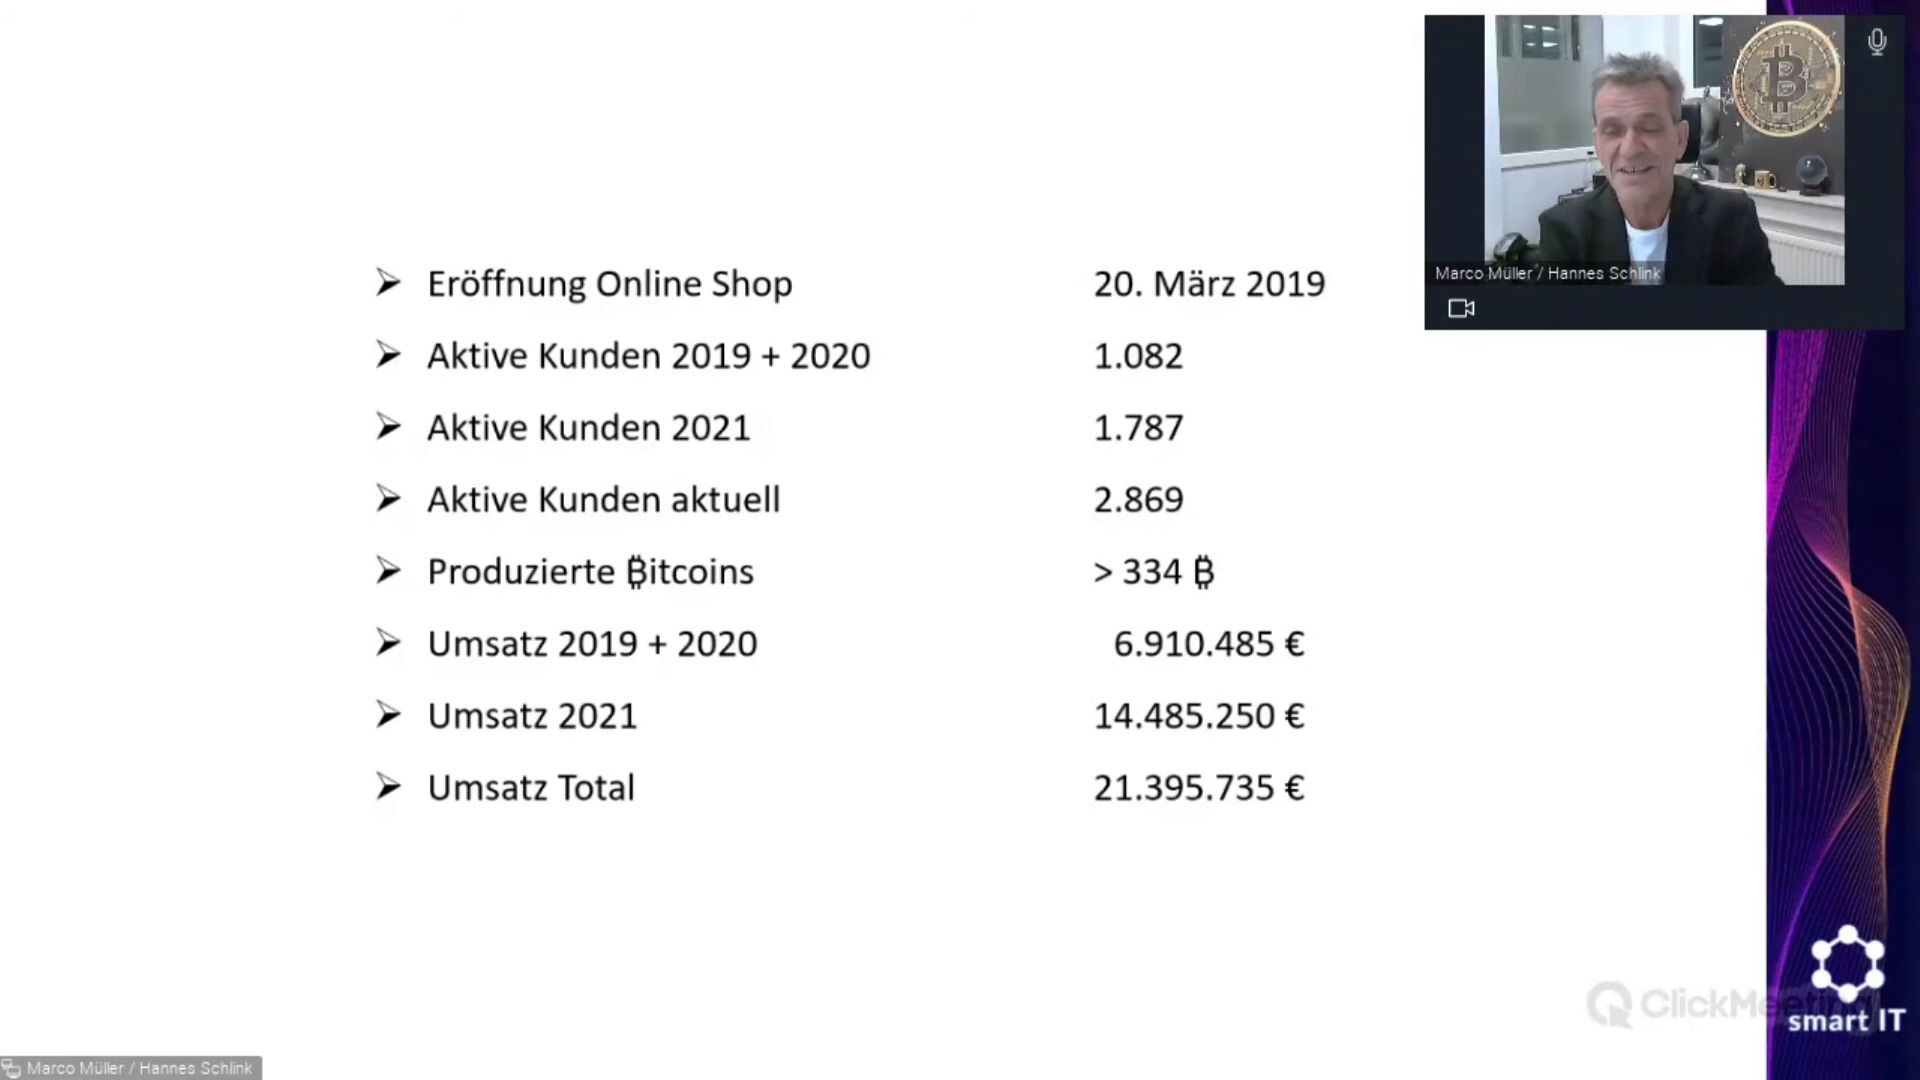 Eröffnung Online Shop 20. März 2019
Aktive Kunden 2019 + 2020 1.082
Aktive Kunden 2021 1.787
Aktive Kunden aktuell 2.869
Produzierte ₿itcoins > 334 ₿
Umsatz 2019 + 2020 6.910.485 €
Umsatz 2021 14.485.250 €
Umsatz Total 21.395.735 €
Marco Müller / Hannes Schlink
ClickMeeting
smart IT
Marco Müller / Hannes Schlink